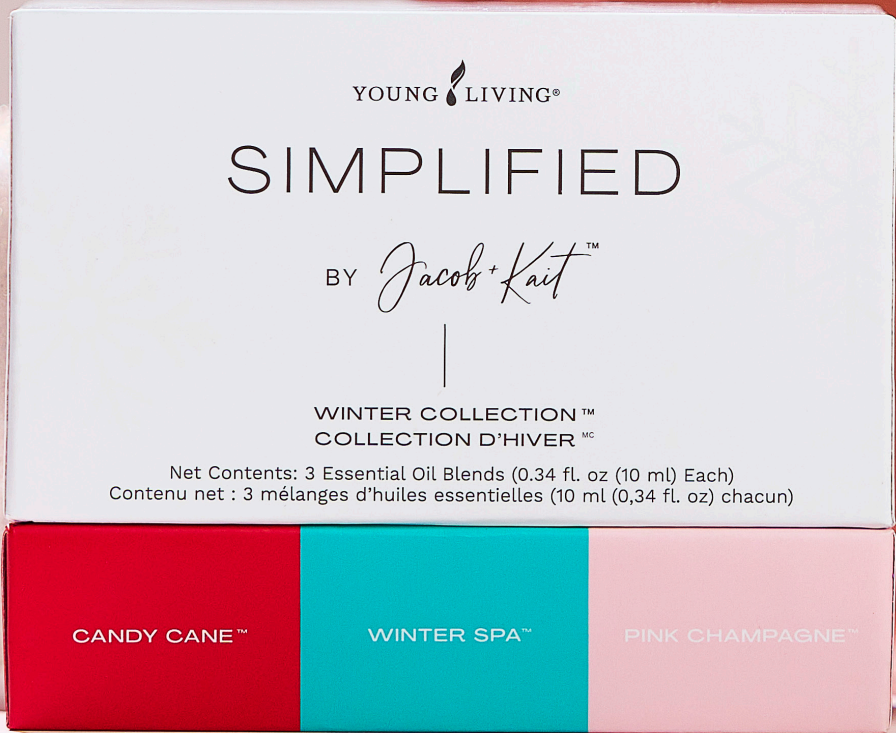 YOUNG LIVING®
SIMPLIFIED
BY Jacob + Kait™
WINTER COLLECTION™
COLLECTION D'HIVER MC
Net Contents: 3 Essential Oil Blends (0.34 fl. oz (10 ml) Each)
Contenu net : 3 mélanges d'huiles essentielles (10 ml (0,34 fl. oz) chacun)
CANDY CANE™
WINTER SPA™
PINK CHAMPAGNE™